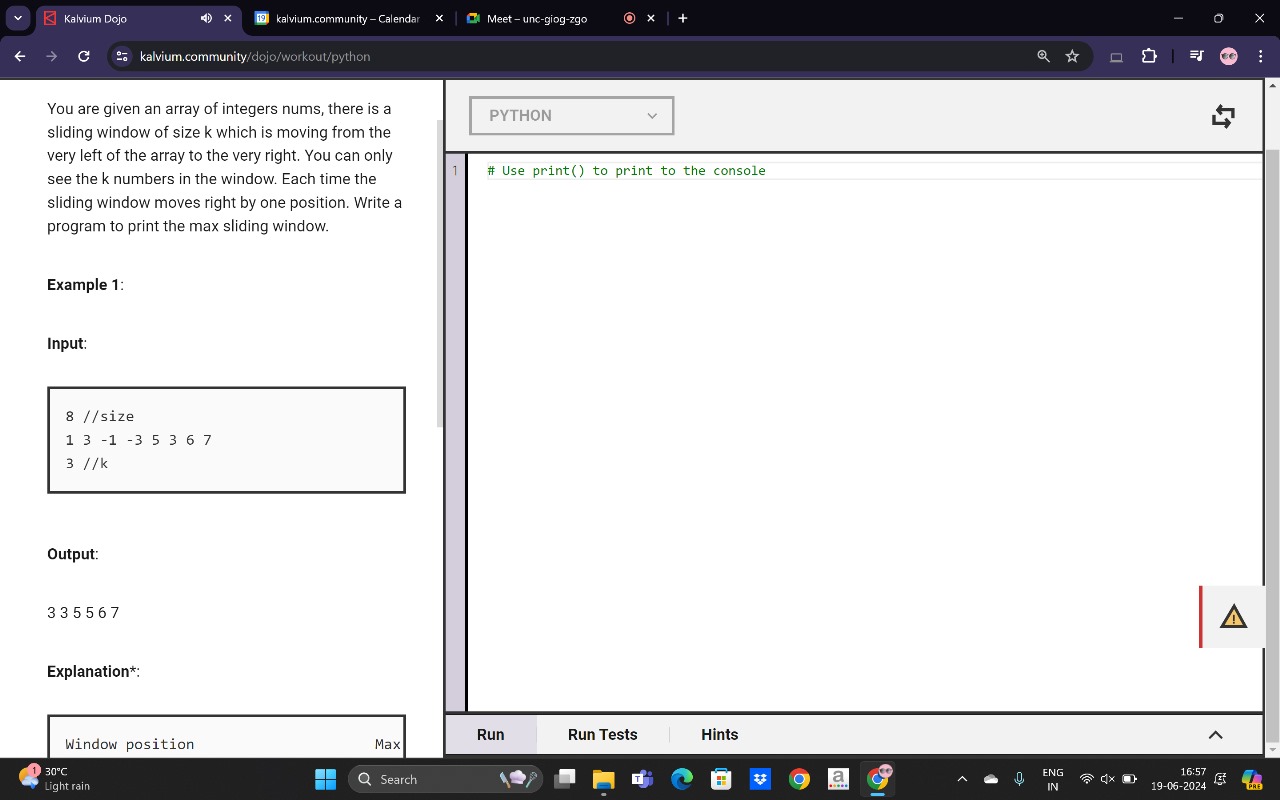 Kalvium Dojo
kalvium.community – Calendar
Meet – unc-giog-zgo
kalvium.community/dojo/workout/python
You are given an array of integers nums, there is a
sliding window of size k which is moving from the
very left of the array to the very right. You can only
see the k numbers in the window. Each time the
sliding window moves right by one position. Write a
program to print the max sliding window.
Example 1:
Input:
8 //size
1 3 -1 -3 5 3 6 7
3 //k
Output:
3 3 5 5 6 7
Explanation*:
Window position Max
PYTHON
1 # Use print() to print to the console
Run
Run Tests
Hints
1
30°C
Light rain
Search
ENG
IN
16:57
19-06-2024